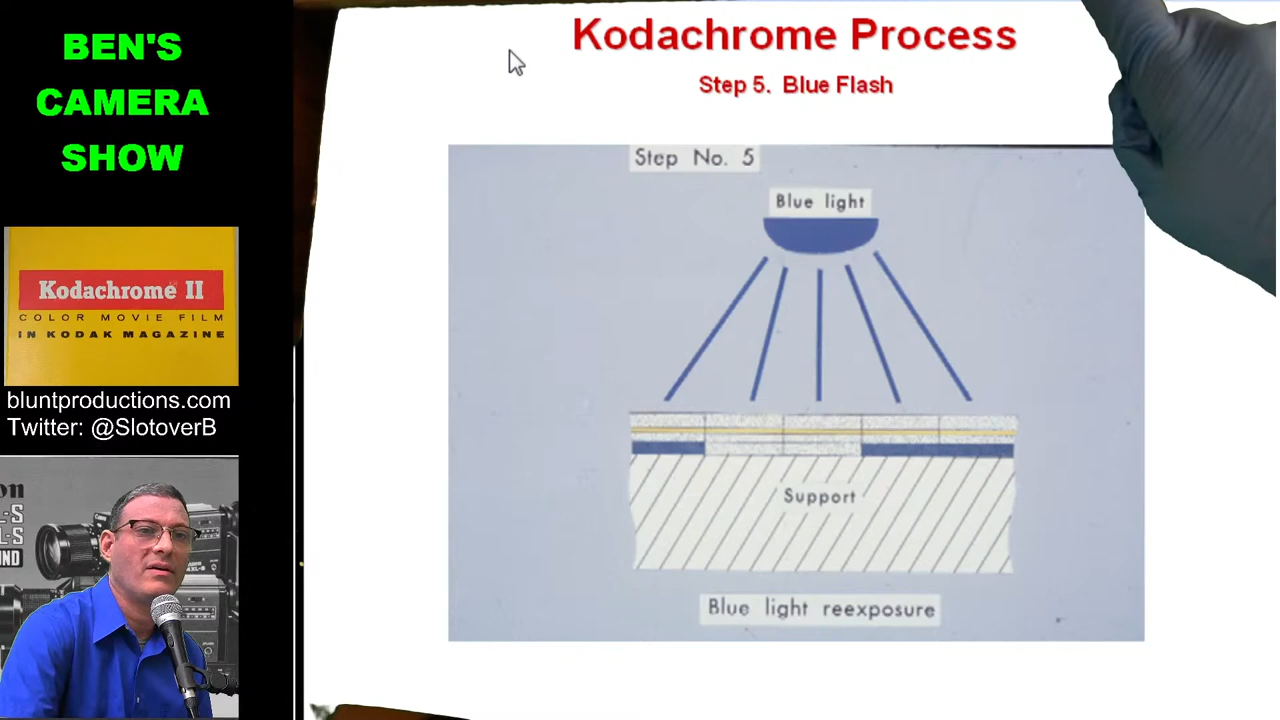 BEN'S
CAMERA
SHOW
Kodachrome II
COLOR MOVIE FILM
IN KODAK MAGAZINE
bluntproductions.com
Twitter: @SlotoverB
Kodachrome Process
Step 5. Blue Flash
Step No. 5
Blue light
Support
Blue light reexposure